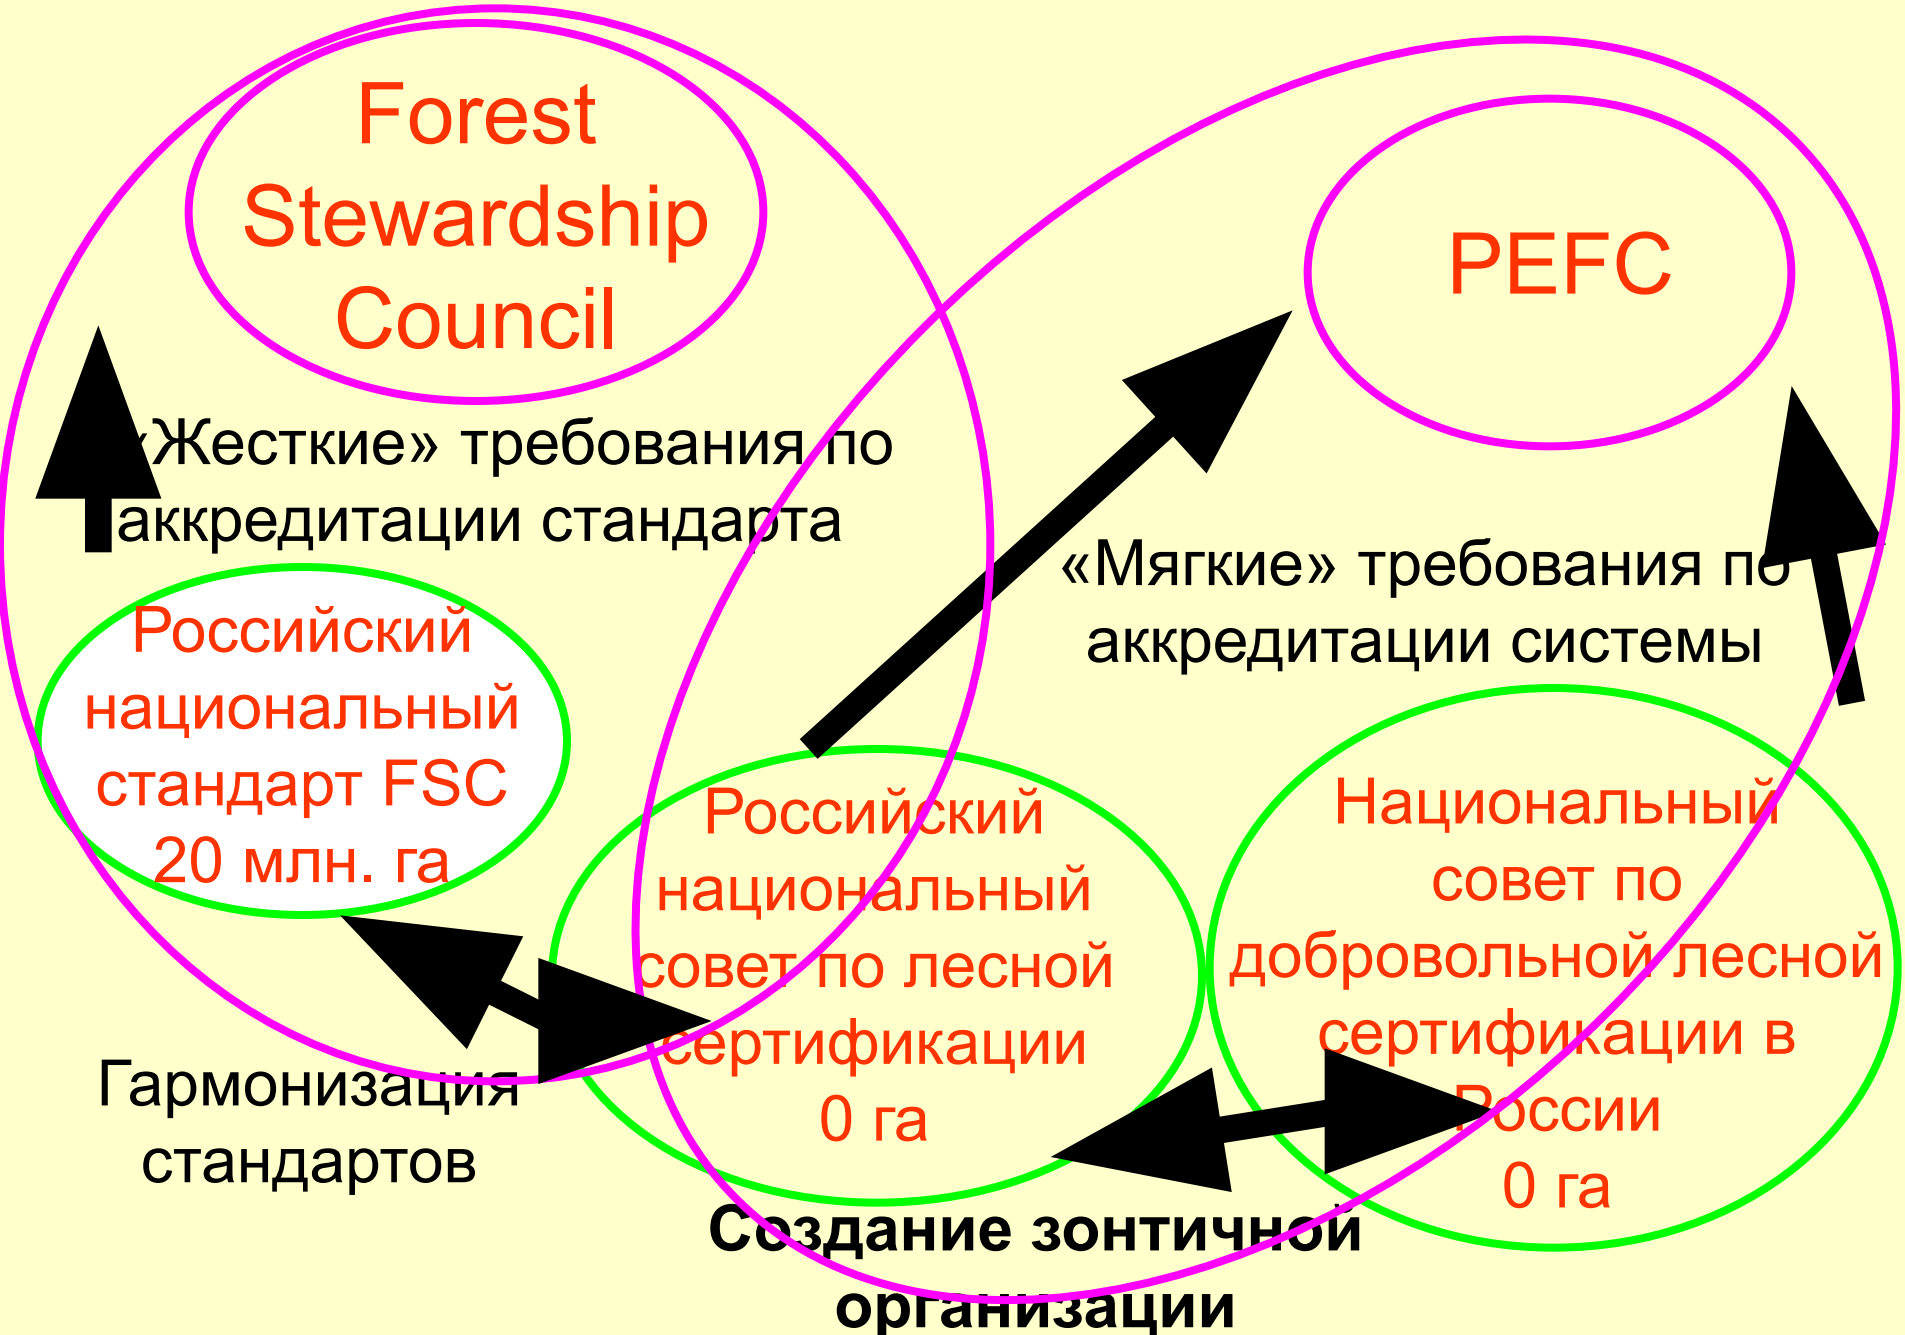 Forest
Stewardship
Council
PEFC
«Жесткие» требования по
аккредитации стандарта
«Мягкие» требования по
аккредитации системы
Российский
национальный
стандарт FSC
20 млн. га
Российский
национальный
совет по лесной
сертификации
0 га
Национальный
совет по
добровольной лесной
сертификации в
России
0 га
Гармонизация
стандартов
Создание зонтичной
организации